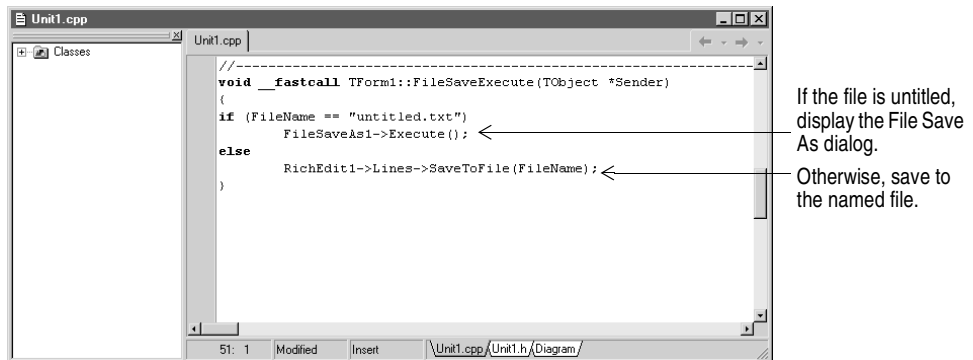 Unit1.cpp
Classes
Unit1.cpp
//----------------------------------------------------------------------
void __fastcall TForm1::FileSaveExecute(TObject *Sender)
{
if (FileName == "untitled.txt")
        FileSaveAs1->Execute();
else
        RichEdit1->Lines->SaveToFile(FileName);
}
If the file is untitled,
display the File Save
As dialog.
Otherwise, save to
the named file.
51: 1 Modified Insert \Unit1.cpp/Unit1.h/Diagram/